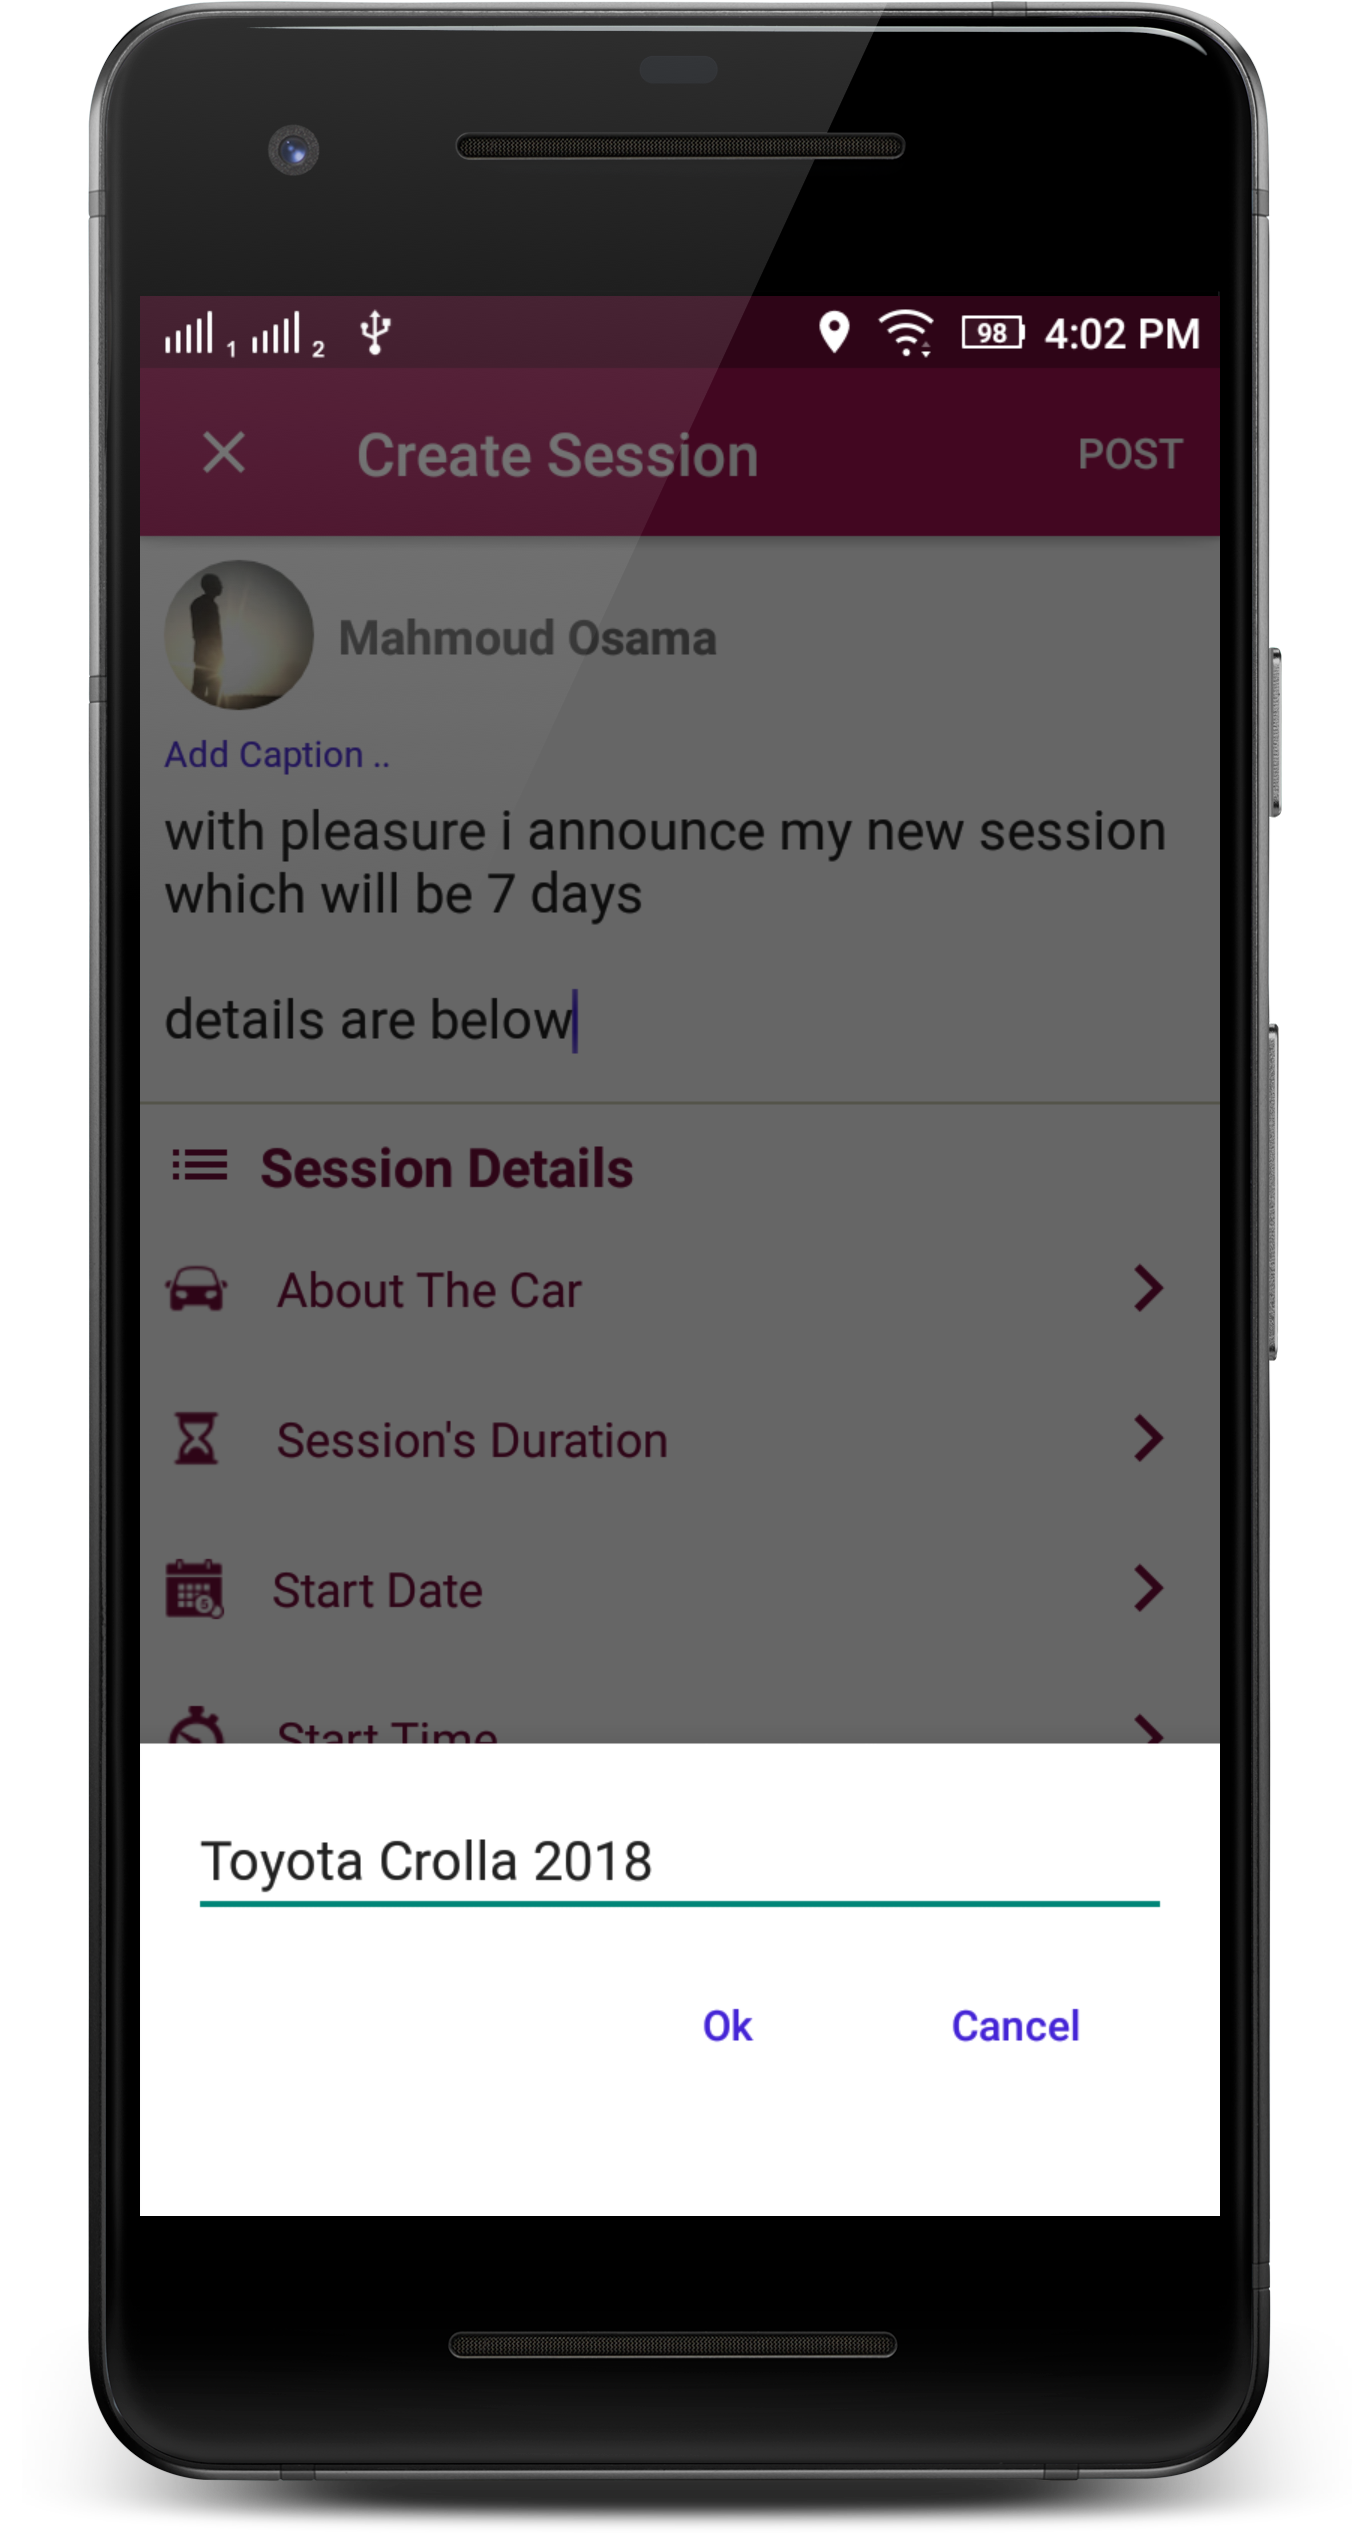 1 2 98 4:02 PM
Create Session POST
Mahmoud Osama
Add Caption ..
with pleasure i announce my new session
which will be 7 days
details are below
Session Details
About The Car
Session's Duration
5
Start Date
Start Time
Toyota Crolla 2018
Ok Cancel